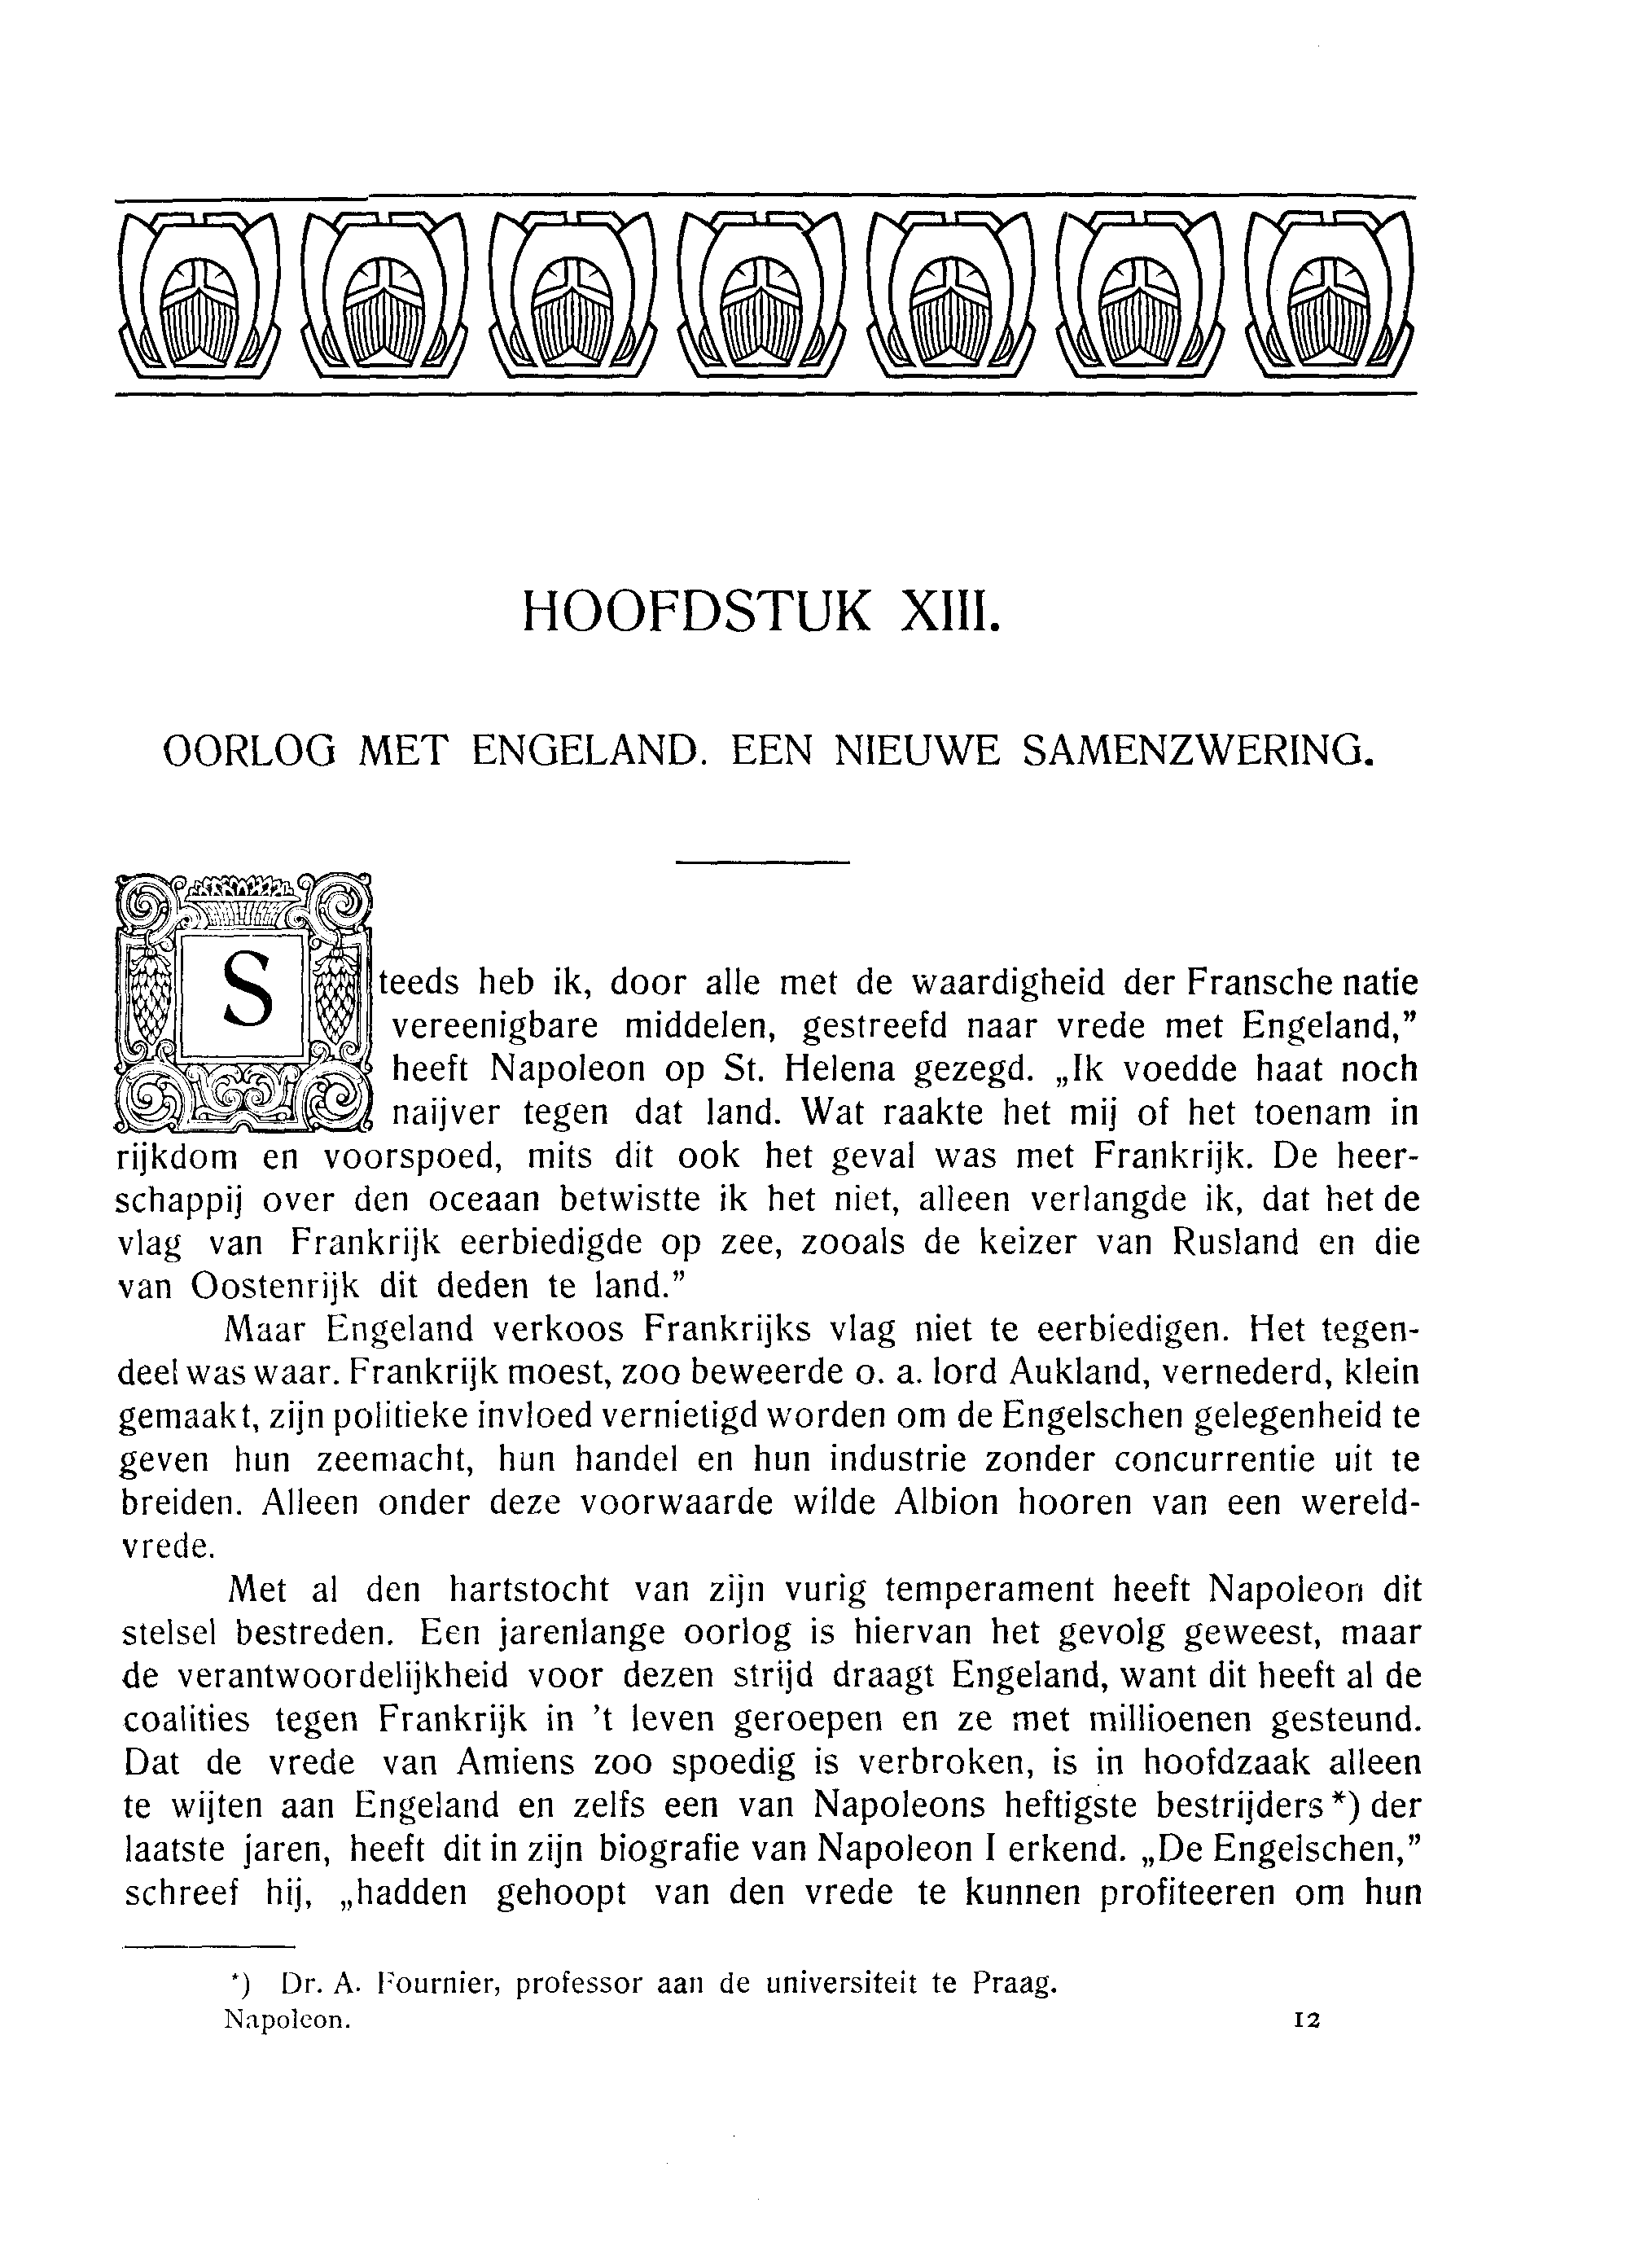 HOOFDSTUK XIII.
OORLOG MET ENGELAND. EEN NIEUWE SAMENZWERING.
Steeds heb ik, door alle met de waardigheid der Fransche natie
vereenigbare middelen, gestreefd naar vrede met Engeland,”
heeft Napoleon op St. Helena gezegd. „Ik voedde haat noch
naijver tegen dat land. Wat raakte het mij of het toenam in
rijkdom en voorspoed, mits dit ook het geval was met Frankrijk. De heer-
schappij over den oceaan betwistte ik het niet, alleen verlangde ik, dat het de
vlag van Frankrijk eerbiedigde op zee, zooals de keizer van Rusland en die
van Oostenrijk dit deden te land.”
Maar Engeland verkoos Frankrijks vlag niet te eerbiedigen. Het tegen-
deel was waar. Frankrijk moest, zoo beweerde o. a. lord Aukland, vernederd, klein
gemaakt, zijn politieke invloed vernietigd worden om de Engelschen gelegenheid te
geven hun zeemacht, hun handel en hun industrie zonder concurrentie uit te
breiden. Alleen onder deze voorwaarde wilde Albion hooren van een wereld-
vrede.
Met al den hartstocht van zijn vurig temperament heeft Napoleon dit
stelsel bestreden. Een jarenlange oorlog is hiervan het gevolg geweest, maar
de verantwoordelijkheid voor dezen strijd draagt Engeland, want dit heeft al de
coalities tegen Frankrijk in ’t leven geroepen en ze met millioenen gesteund.
Dat de vrede van Amiens zoo spoedig is verbroken, is in hoofdzaak alleen
te wijten aan Engeland en zelfs een van Napoleons heftigste bestrijders *) der
laatste jaren, heeft dit in zijn biografie van Napoleon I erkend. „De Engelschen,”
schreef hij, „hadden gehoopt van den vrede te kunnen profiteeren om hun
*) Dr. A. Fournier, professor aan de universiteit te Praag.
Napoleon. 12